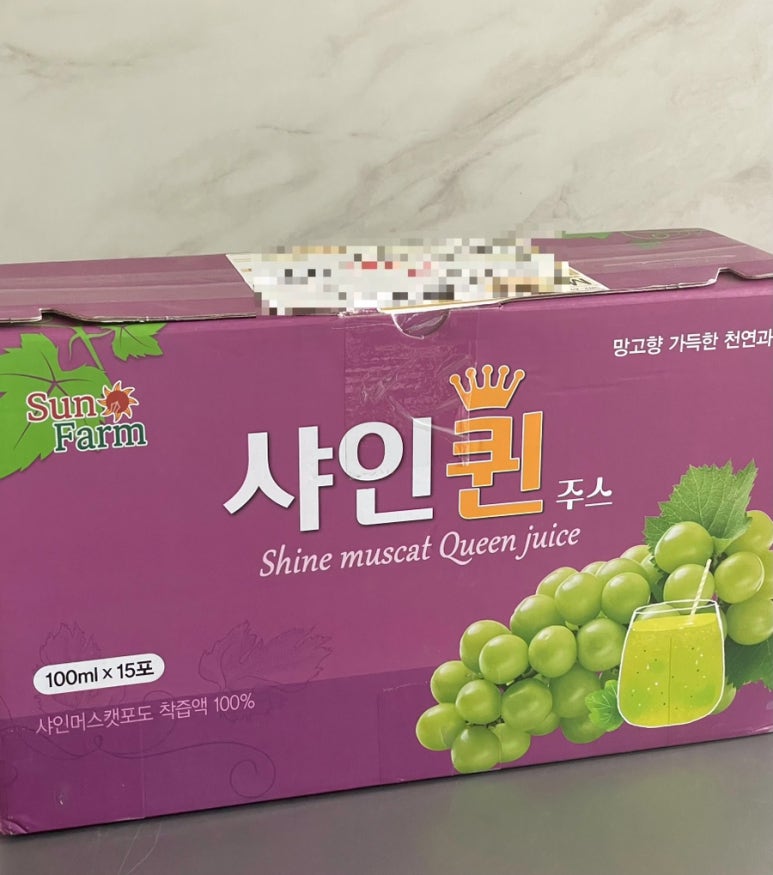 망고향 가득한 천연과
Sun
Farm
샤인퀸 주스
Shine muscat Queen juice
100ml x 15포
샤인머스캣포도 착즙액 100%